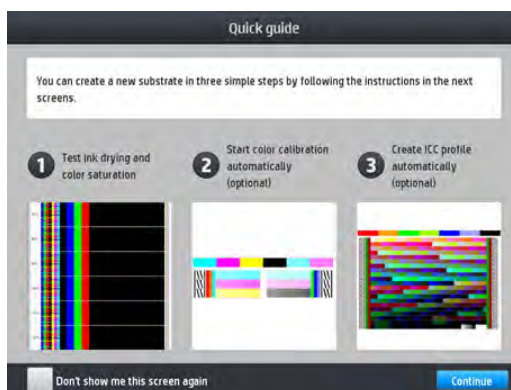 Quick guide
You can create a new substrate in three simple steps by following the instructions in the next
screens.
1
Test ink drying and
color saturation
2
Start color calibration
automatically
(optional)
3
Create ICC profile
automatically
(optional)
Don't show me this screen again
Continue